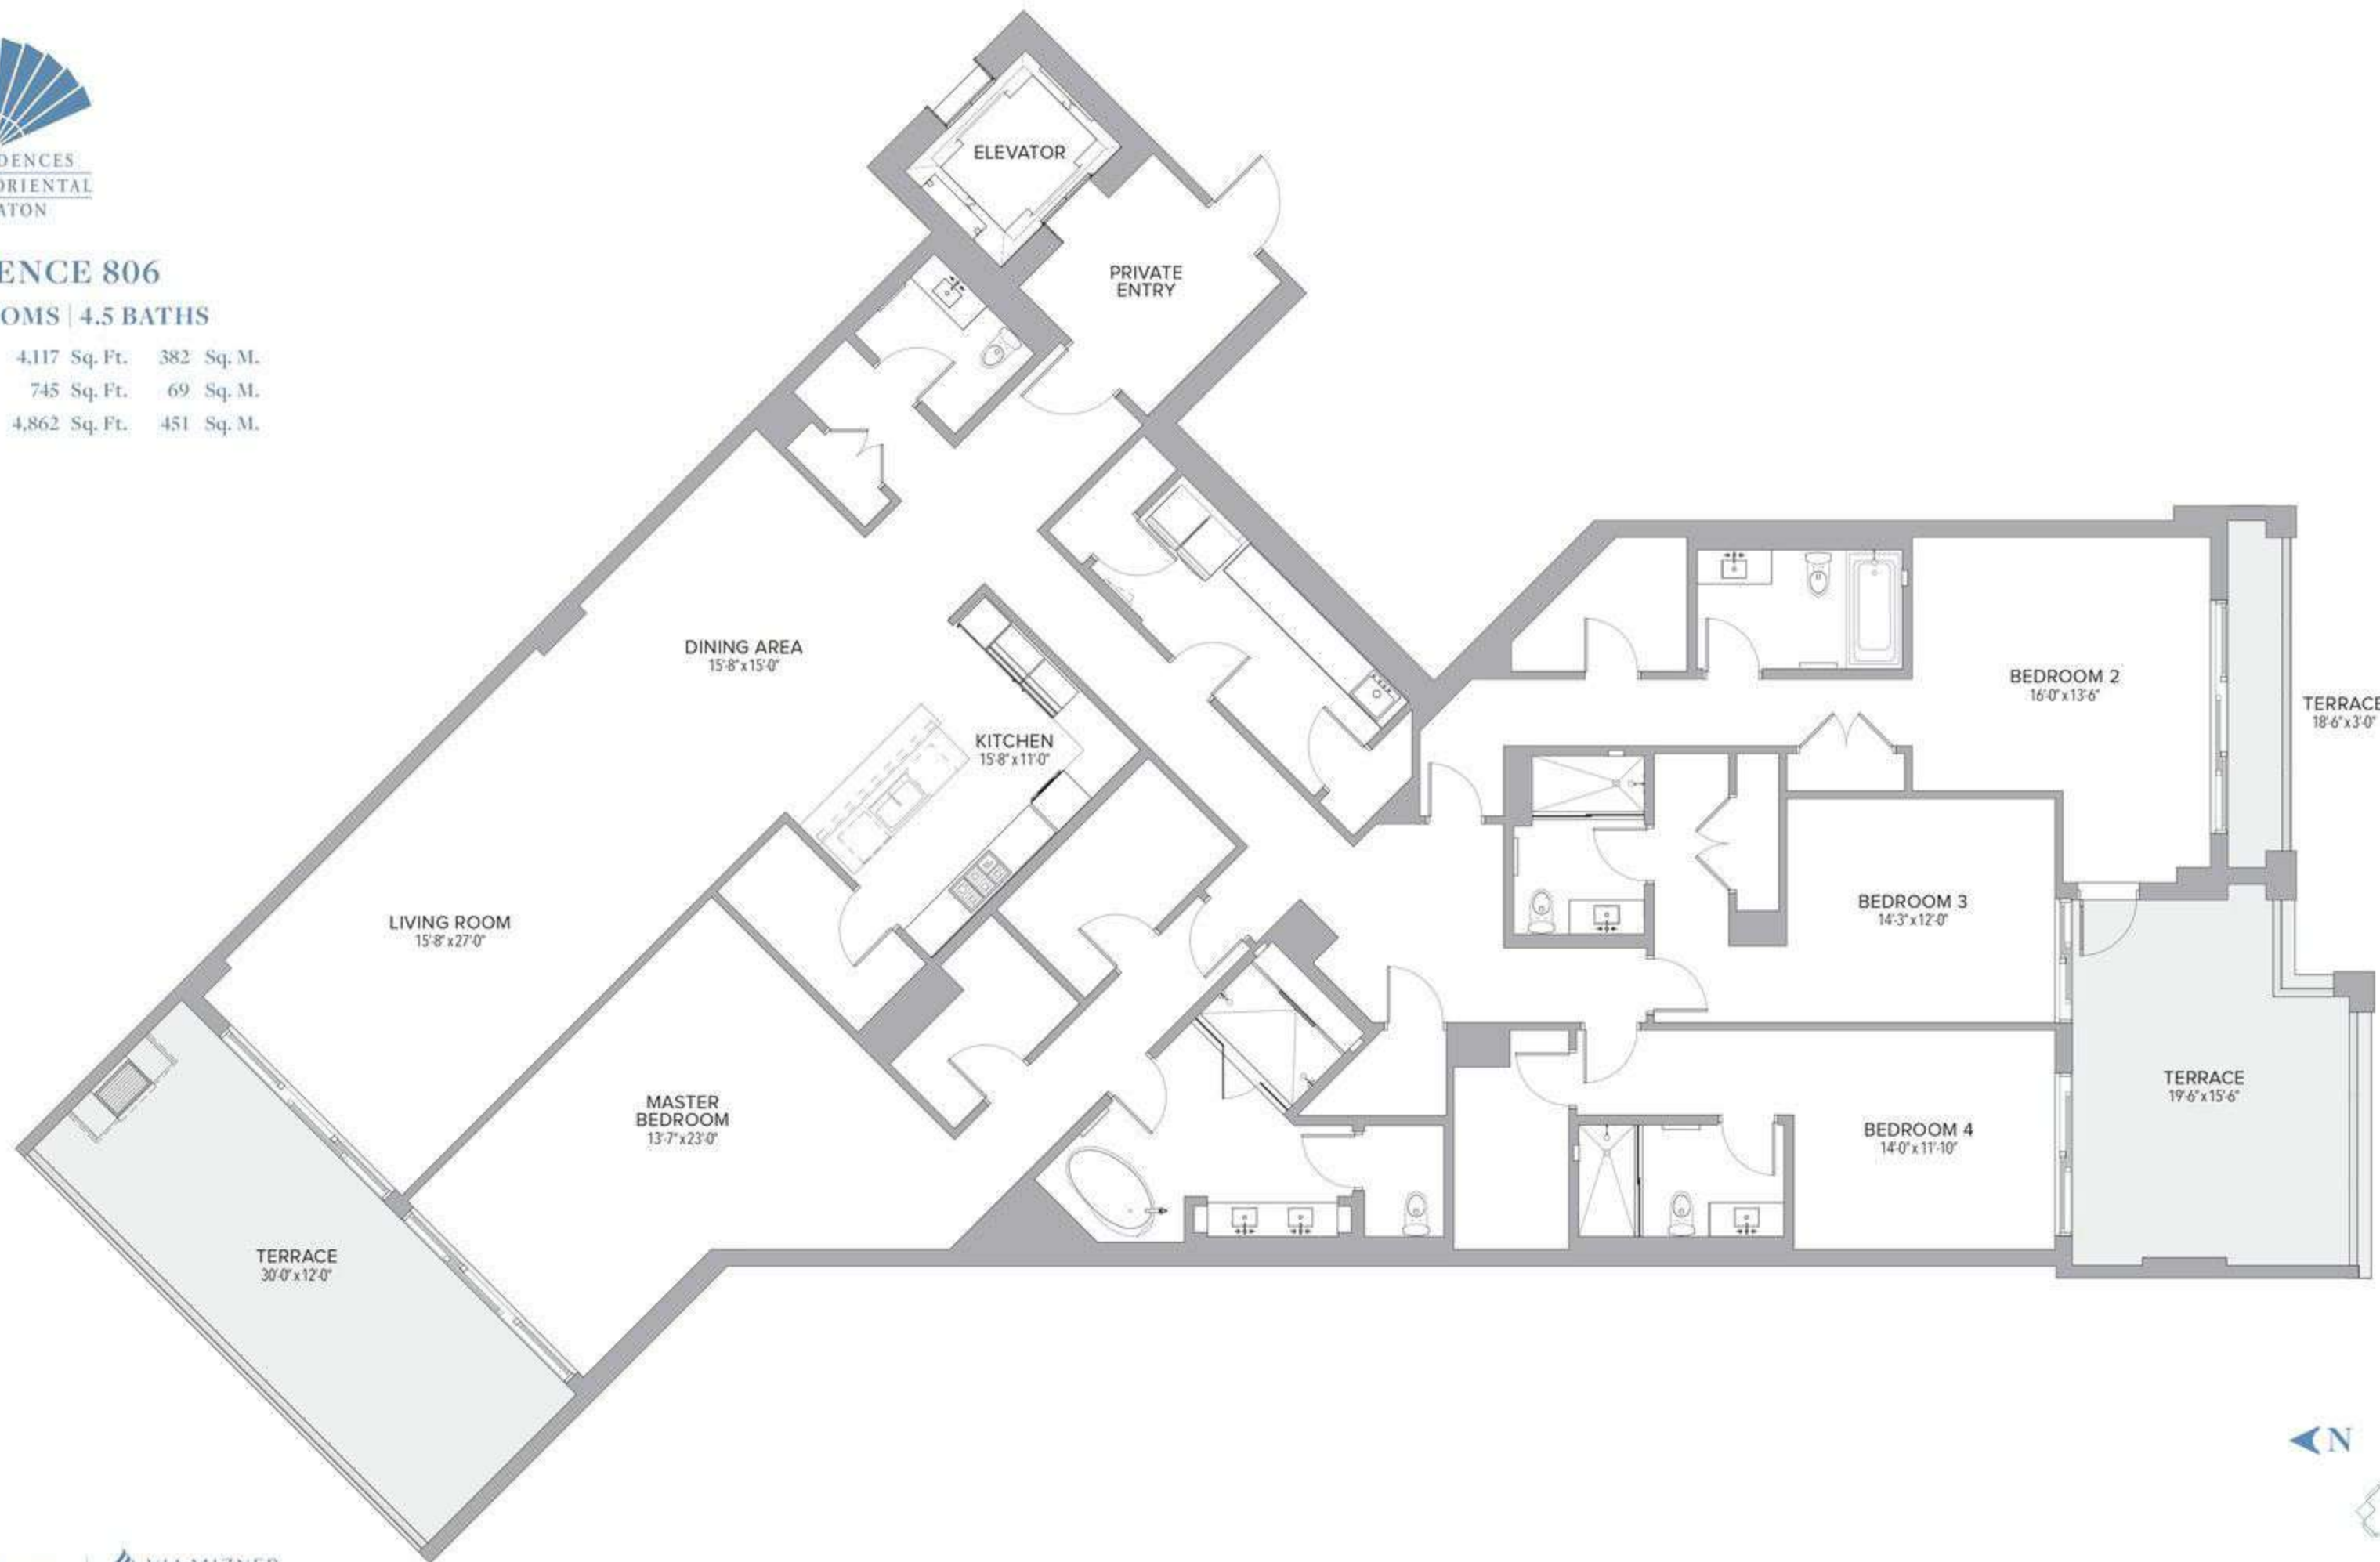 ORIENTAL
ENCE 806
OMS | 4.5 BATHS
4,117 Sq. Ft. 382 Sq. M.
745 Sq. Ft. 69 Sq. M.
4,862 Sq. Ft. 451 Sq. M.
ELEVATOR
PRIVATE
ENTRY
DINING AREA
15'-8" x 15'-0"
KITCHEN
15'-8" x 11'-0"
LIVING ROOM
15'-8" x 27'-0"
MASTER
BEDROOM
13'-7" x 23'-0"
TERRACE
30'-0" x 12'-0"
BEDROOM 2
16'-0" x 13'-6"
TERRACE
18'-6" x 3'-0"
BEDROOM 3
14'-3" x 12'-0"
BEDROOM 4
14'-0" x 11'-10"
TERRACE
19'-6" x 15'-6"
N